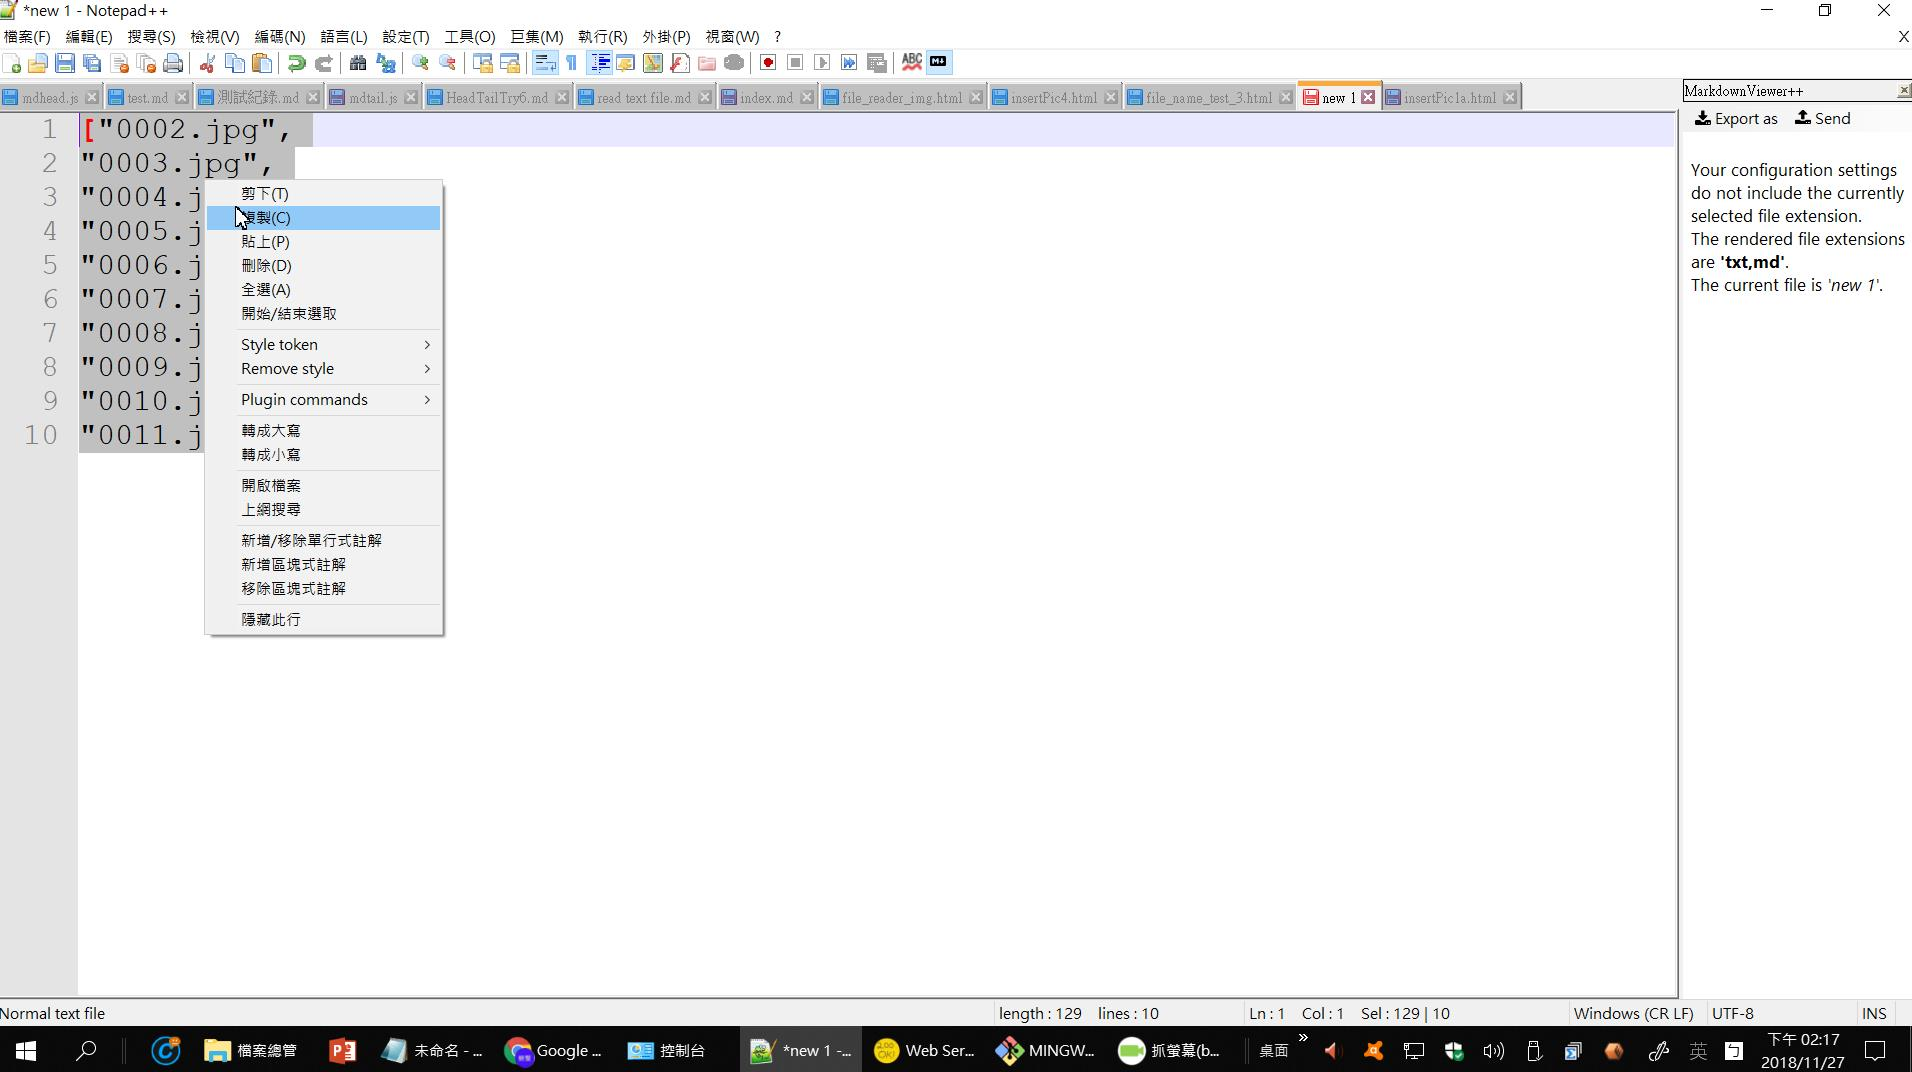 *new 1 - Notepad++
檔案(F) 編輯(E) 搜尋(S) 檢視(V) 編碼(N) 語言(L) 設定(T) 工具(O) 巨集(M) 執行(R) 外掛(P) 視窗(W) ? X
ABC
mdhead.js test.md 測試紀錄.md mdtail.js HeadTailTry6.md read text file.md index.md file_reader_img.html insertPic4.html file_name_test_3.html new 1 insertPic1a.html
MarkdownViewer++
Export as Send
Your configuration settings
do not include the currently
selected file extension.
The rendered file extensions
are 'txt,md'.
The current file is 'new 1'.
1 ["0002.jpg",
2 "0003.jpg",
3 "0004.j
4 "0005.j
5 "0006.j
6 "0007.j
7 "0008.j
8 "0009.j
9 "0010.j
10 "0011.j
剪下(T)
複製(C)
貼上(P)
刪除(D)
全選(A)
開始/結束選取
Style token
Remove style
Plugin commands
轉成大寫
轉成小寫
開啟檔案
上網搜尋
新增/移除單行式註解
新增區塊式註解
移除區塊式註解
隱藏此行
Normal text file length : 129 lines : 10 Ln : 1 Col : 1 Sel : 129 | 10 Windows (CR LF) UTF-8 INS
檔案總管 未命名 - ... Google ... 控制台 *new 1 -... Web Ser... MINGW... 抓螢幕(b... 桌面 英 下午 02:17
2018/11/27